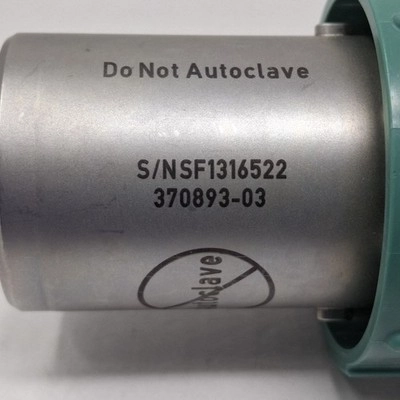 Do Not Autoclave
S/NSF1316522
370893-03
Autoclave